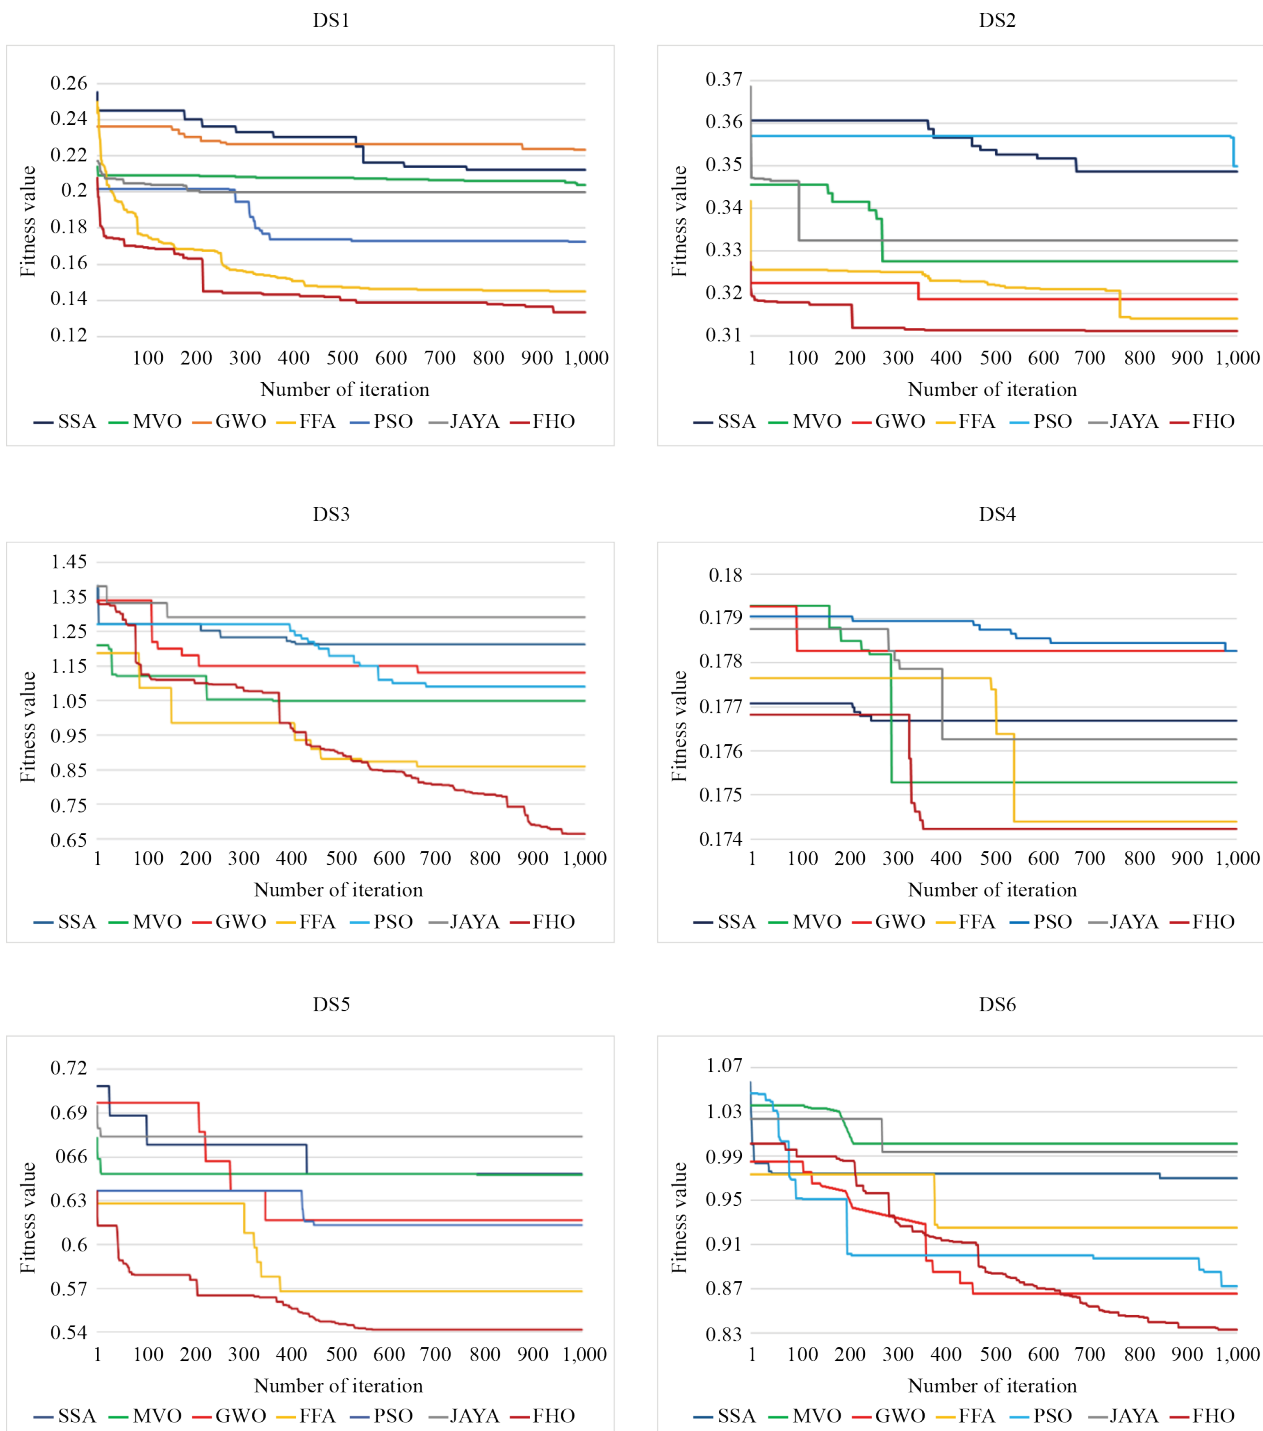 DS1
0.26
0.24
0.22
0.2
0.18
0.16
0.14
0.12
Fitness value
100 200 300 400 500 600 700 800 900 1,000
Number of iteration
SSA MVO GWO FFA PSO JAYA FHO
DS2
0.37
0.36
0.35
0.34
0.33
0.32
0.31
Fitness value
1 100 200 300 400 500 600 700 800 900 1,000
Number of iteration
SSA MVO GWO FFA PSO JAYA FHO
DS3
1.45
1.35
1.25
1.15
1.05
0.95
0.85
0.75
0.65
Fitness value
1 100 200 300 400 500 600 700 800 900 1,000
Number of iteration
SSA MVO GWO FFA PSO JAYA FHO
DS4
0.18
0.179
0.178
0.177
0.176
0.175
0.174
Fitness value
1 100 200 300 400 500 600 700 800 900 1,000
Number of iteration
SSA MVO GWO FFA PSO JAYA FHO
DS5
0.72
0.69
066
0.63
0.6
0.57
0.54
Fitness value
1 100 200 300 400 500 600 700 800 900 1,000
Number of iteration
SSA MVO GWO FFA PSO JAYA FHO
DS6
1.07
1.03
0.99
0.95
0.91
0.87
0.83
Fitness value
1 100 200 300 400 500 600 700 800 900 1,000
Number of iteration
SSA MVO GWO FFA PSO JAYA FHO